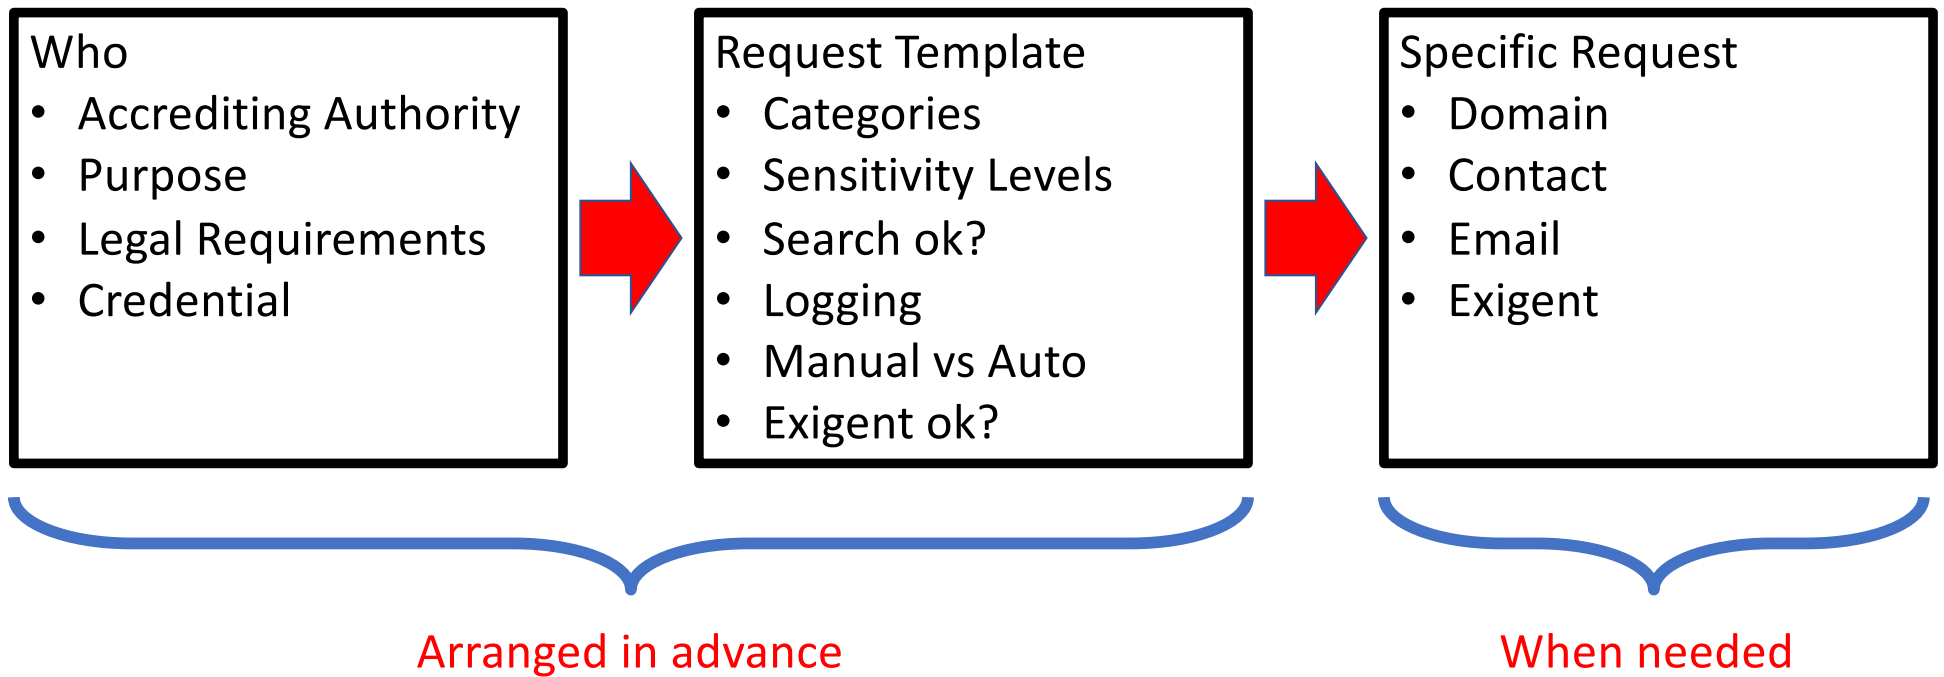 Who
• Accrediting Authority
• Purpose
• Legal Requirements
• Credential
Request Template
• Categories
• Sensitivity Levels
• Search ok?
• Logging
• Manual vs Auto
• Exigent ok?
Specific Request
• Domain
• Contact
• Email
• Exigent
Arranged in advance
When needed